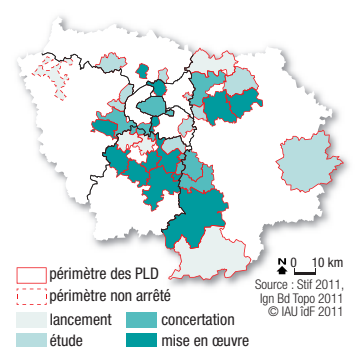 N 0 10 km
périmètre des PLD
périmètre non arrêté
lancement
concertation
étude
mise en œuvre
Source : Stif 2011,
Ign Bd Topo 2011
© IAU îdF 2011